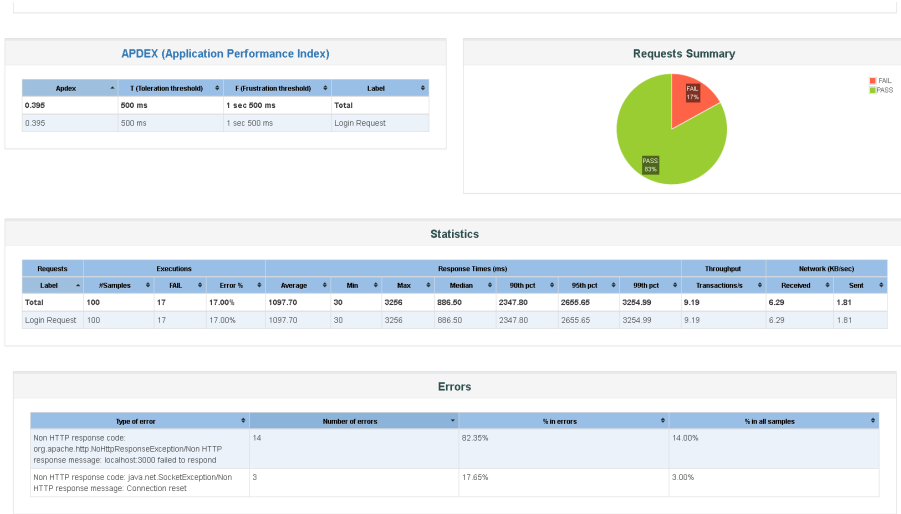 APDEX (Application Performance Index)
Apdex T (Toleration threshold) F (Frustration threshold) Label
0.395 500 ms 1 sec 500 ms Total
0.395 500 ms 1 sec 500 ms Login Request
Requests Summary
FAIL
17%
PASS
83%
FAIL
PASS
Statistics
Requests Executions Response Times (ms) Throughput Network (KB/sec)
Label #Samples FAIL Error % Average Min Max Median 90th pct 95th pct 99th pct Transactions/s Received Sent
Total 100 17 17.00% 1097.70 30 3256 886.50 2347.80 2655.65 3254.99 9.19 6.29 1.81
Login Request 100 17 17.00% 1097.70 30 3256 886.50 2347.80 2655.65 3254.99 9.19 6.29 1.81
Errors
Type of error Number of errors % in errors % in all samples
Non HTTP response code: 14 82.35% 14.00%
org.apache.http.NoHttpResponseException/Non HTTP
response message: localhost:3000 failed to respond
Non HTTP response code: java.net.SocketException/Non 3 17.65% 3.00%
HTTP response message: Connection reset